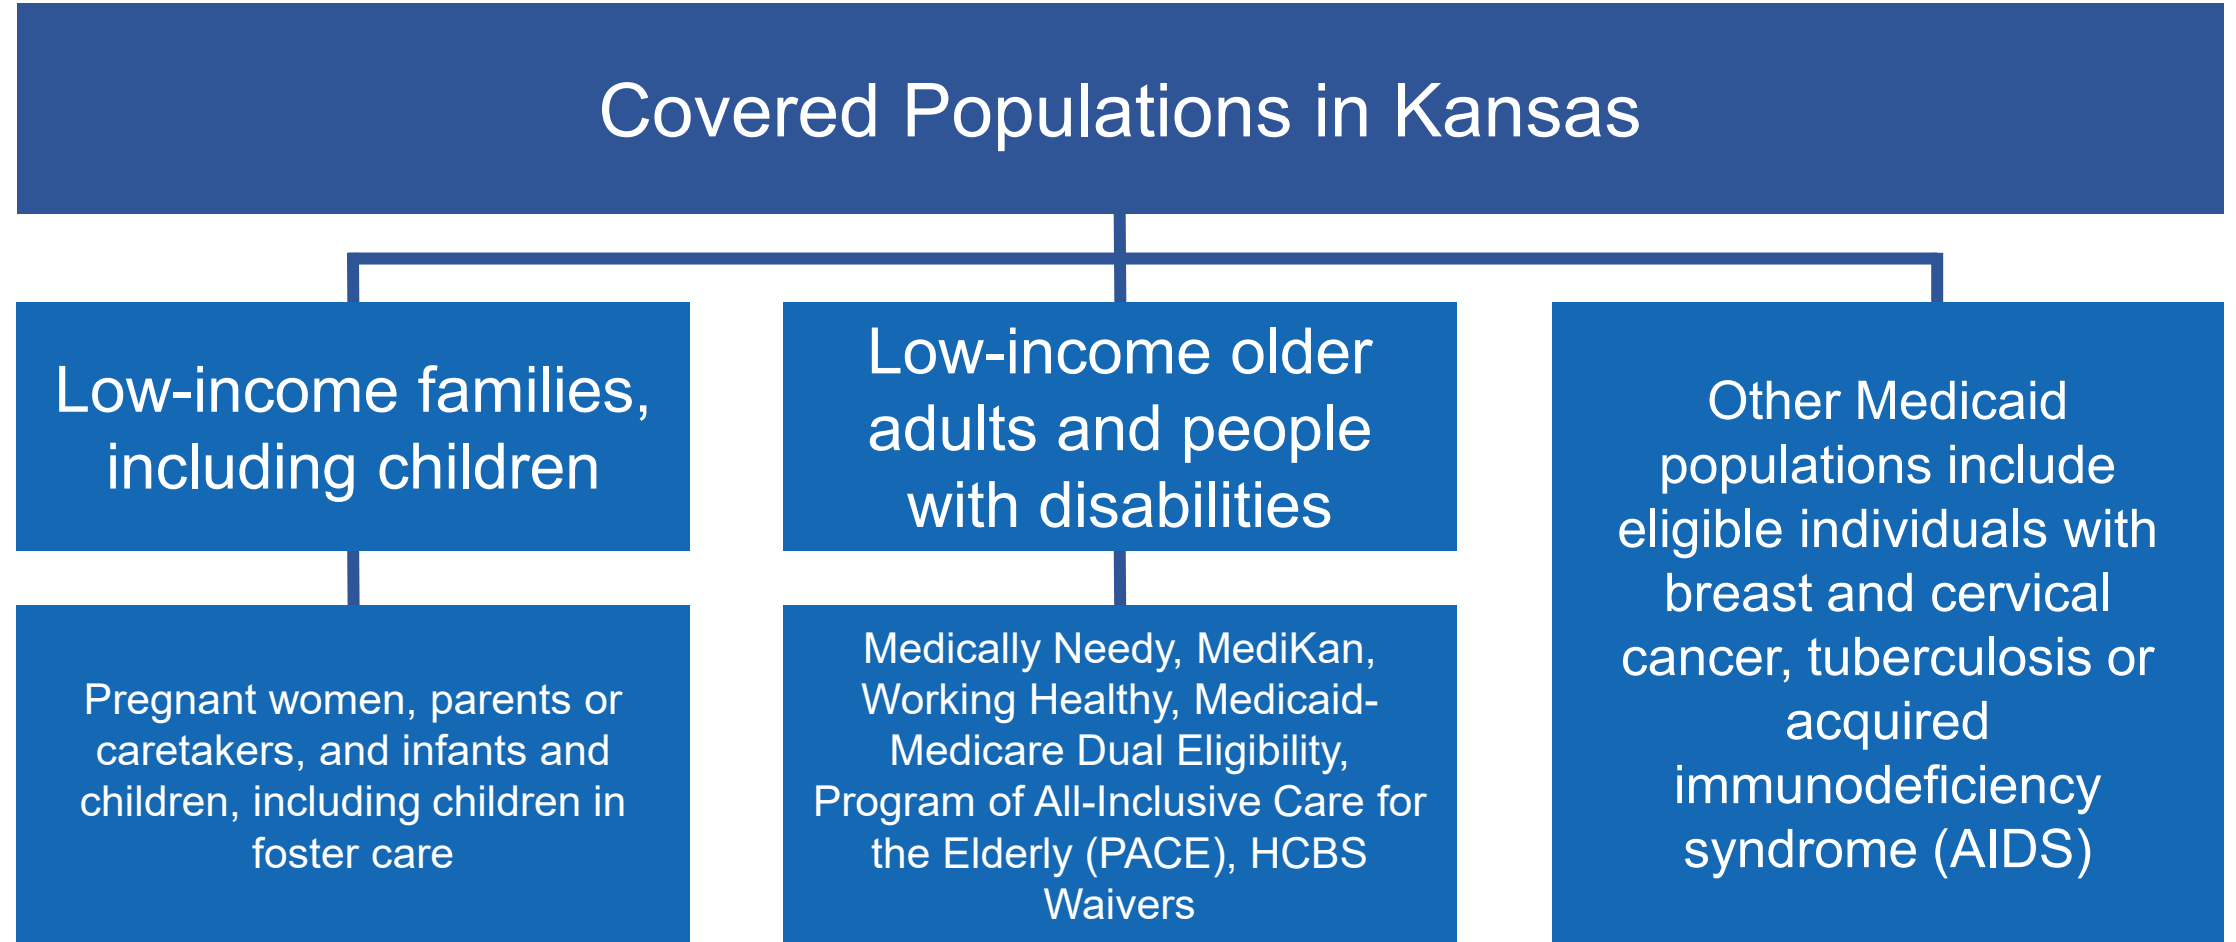 Covered Populations in Kansas
Low-income families,
including children
Pregnant women, parents or
caretakers, and infants and
children, including children in
foster care
Low-income older
adults and people
with disabilities
Medically Needy, MediKan,
Working Healthy, Medicaid-
Medicare Dual Eligibility,
Program of All-Inclusive Care for
the Elderly (PACE), HCBS
Waivers
Other Medicaid
populations include
eligible individuals with
breast and cervical
cancer, tuberculosis or
acquired
immunodeficiency
syndrome (AIDS)